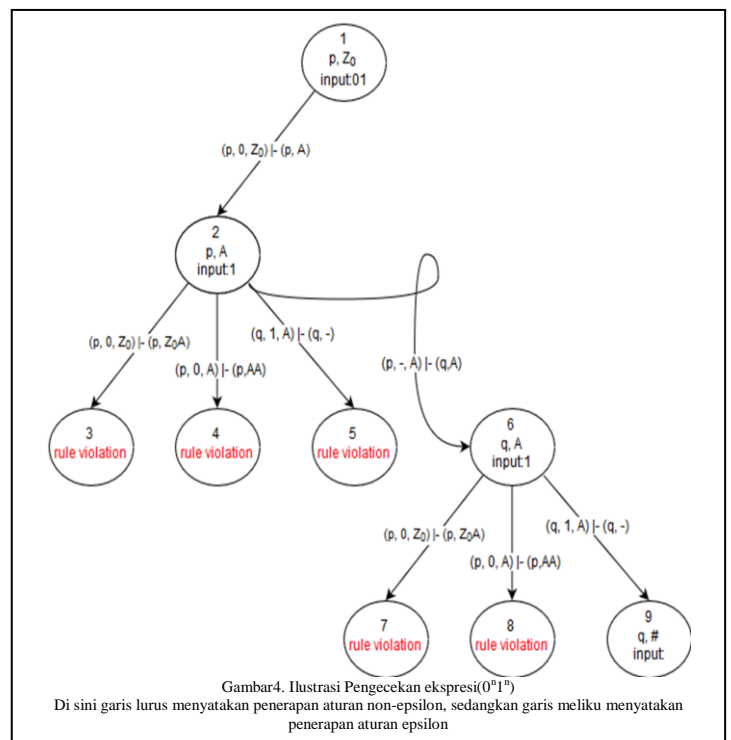 1
p, Z₀
input:01
(p, 0, Z₀) |- (p, A)
2
p, A
input:1
(p, 0, Z₀) |- (p, Z₀A)
(p, 0, A) |- (p,AA)
(q, 1, A) |- (q, -)
(p, -, A) |- (q,A)
3
rule violation
4
rule violation
5
rule violation
6
q, A
input:1
(p, 0, Z₀) |- (p, Z₀A)
(p, 0, A) |- (p,AA)
(q, 1, A) |- (q, -)
7
rule violation
8
rule violation
9
q, #
input:
Gambar4. Ilustrasi Pengecekan ekspresi(0ⁿ1ⁿ)
Di sini garis lurus menyatakan penerapan aturan non-epsilon, sedangkan garis meliku menyatakan
penerapan aturan epsilon